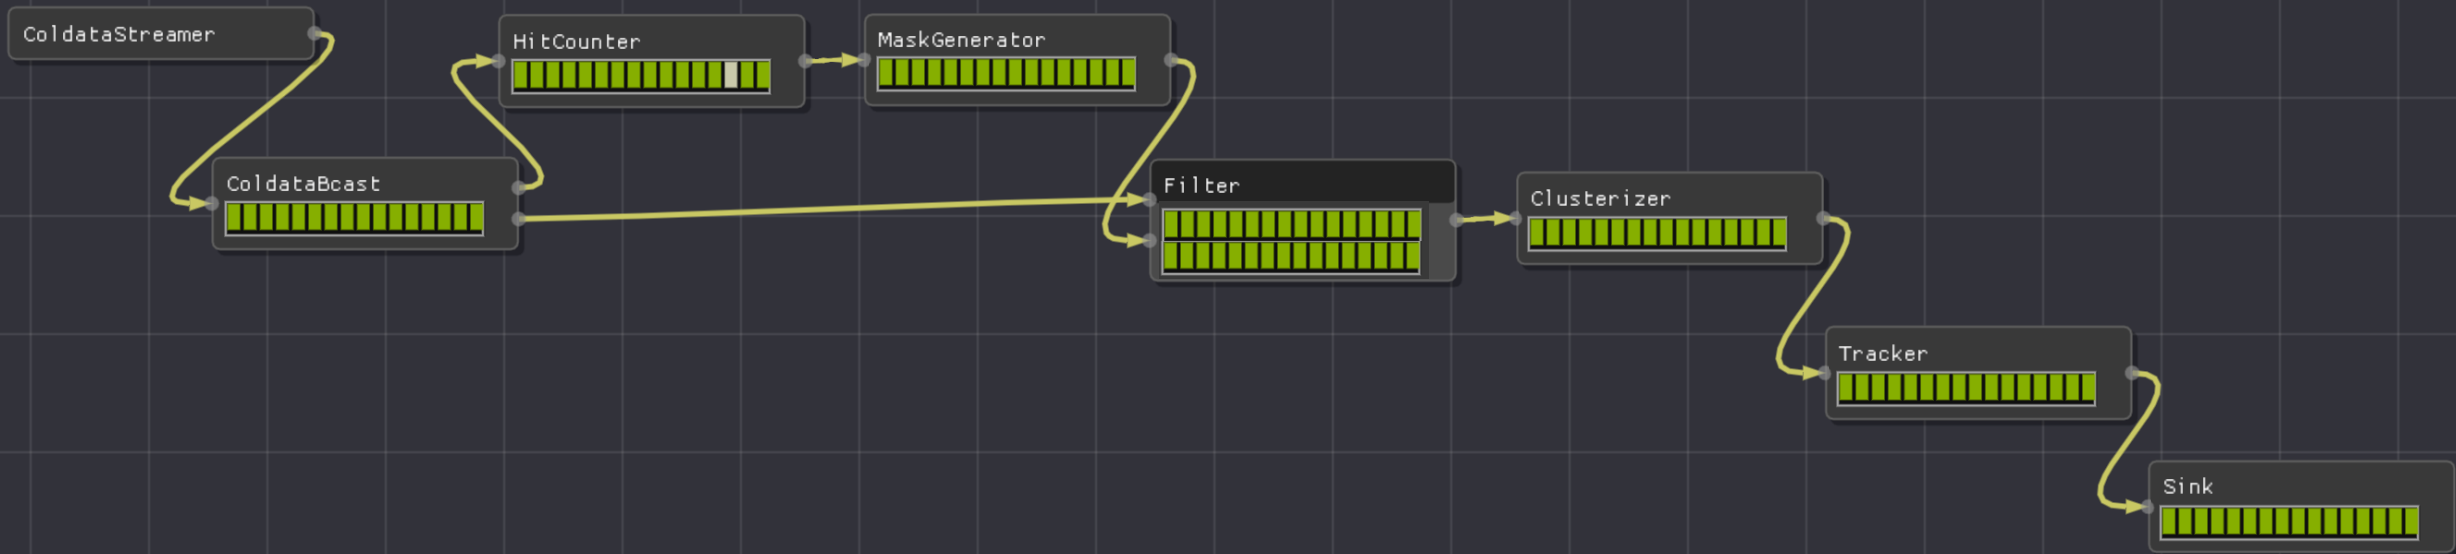 ColdataStreamer
HitCounter
MaskGenerator
ColdataBcast
Filter
Clusterizer
Tracker
Sink